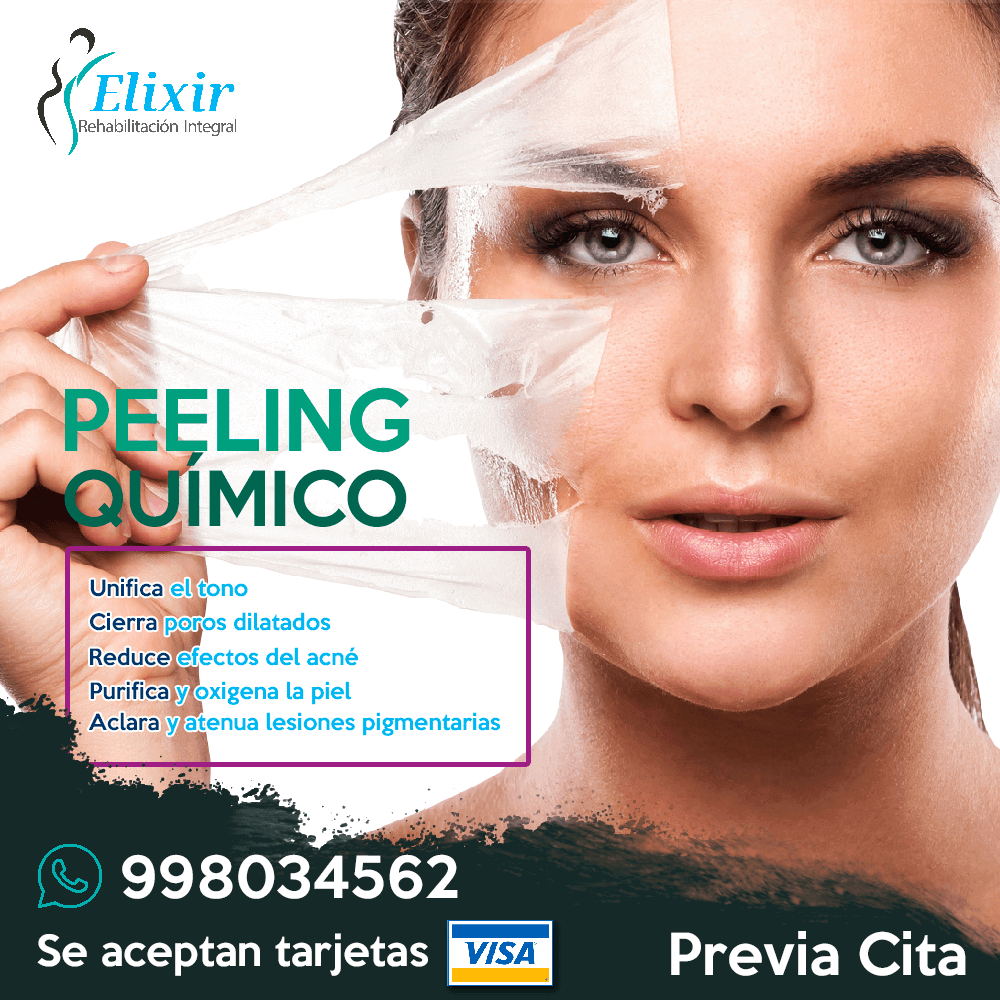 Elixir
Rehabilitación Integral
PEELING
QUÍMICO
Unifica el tono
Cierra poros dilatados
Reduce efectos del acné
Purifica y oxigena la piel
Aclara y atenua lesiones pigmentarias
998034562
Se aceptan tarjetas VISA
Previa Cita